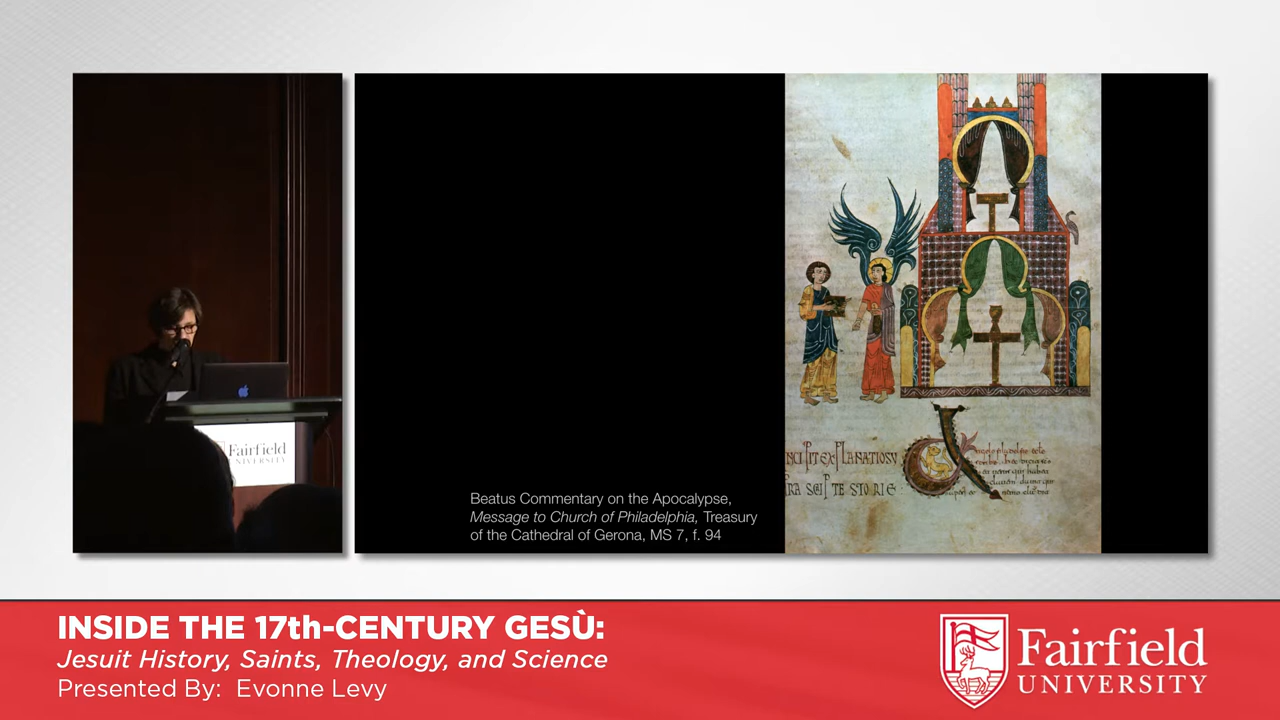 Fairfield
UNIVERSITY
Beatus Commentary on the Apocalypse,
Message to Church of Philadelphia, Treasury
of the Cathedral of Gerona, MS 7, f. 94
INSIDE THE 17th-CENTURY GESÙ:
Jesuit History, Saints, Theology, and Science
Presented By: Evonne Levy
Fairfield
UNIVERSITY